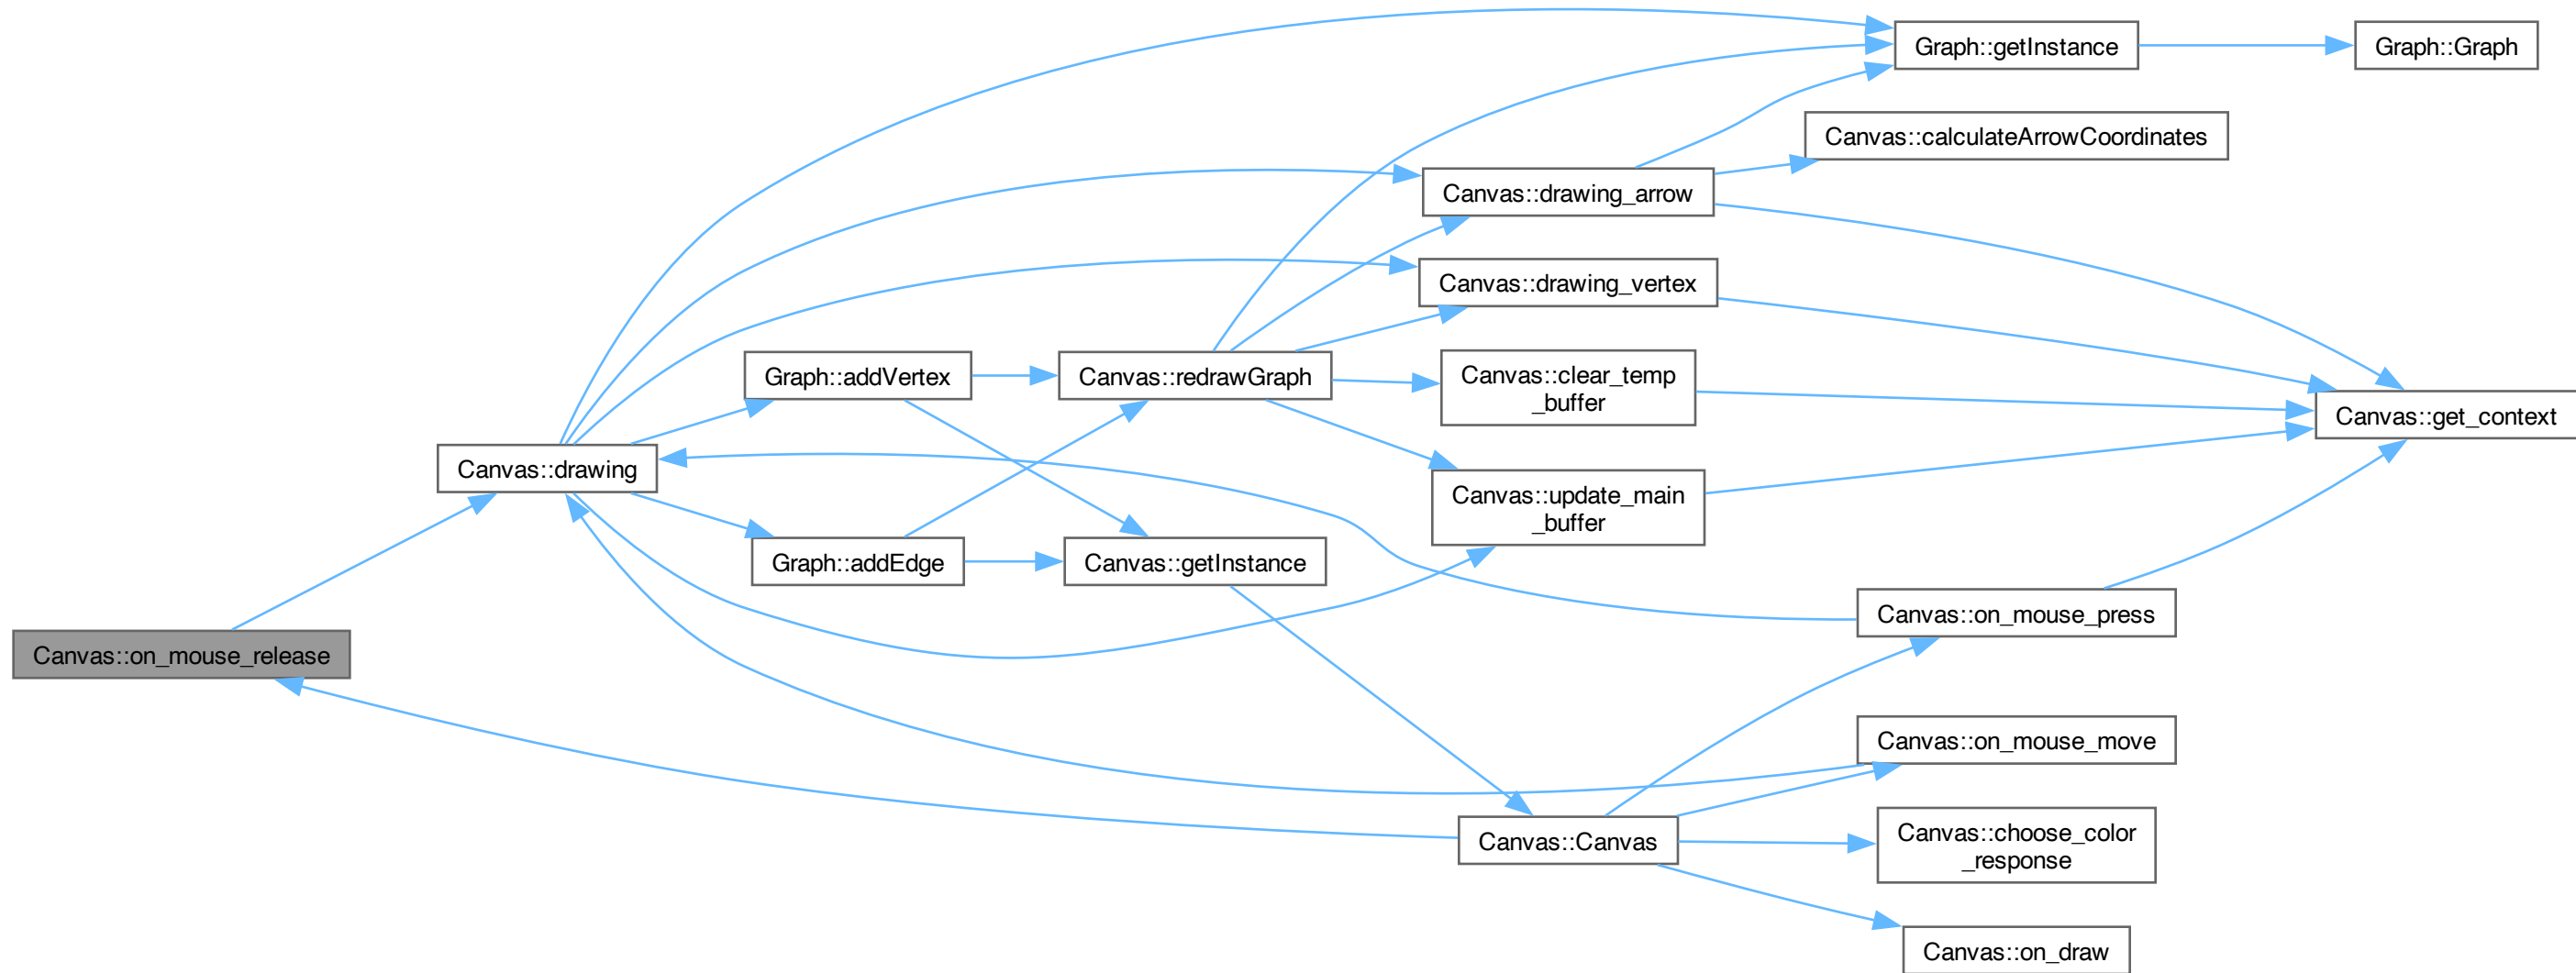 Graph::getInstance
Graph::Graph
Canvas::calculateArrowCoordinates
Canvas::drawing_arrow
Canvas::drawing_vertex
Graph::addVertex
Canvas::redrawGraph
Canvas::clear_temp
_buffer
Canvas::get_context
Canvas::drawing
Canvas::update_main
_buffer
Graph::addEdge
Canvas::getInstance
Canvas::on_mouse_press
Canvas::on_mouse_release
Canvas::on_mouse_move
Canvas::Canvas
Canvas::choose_color
_response
Canvas::on_draw